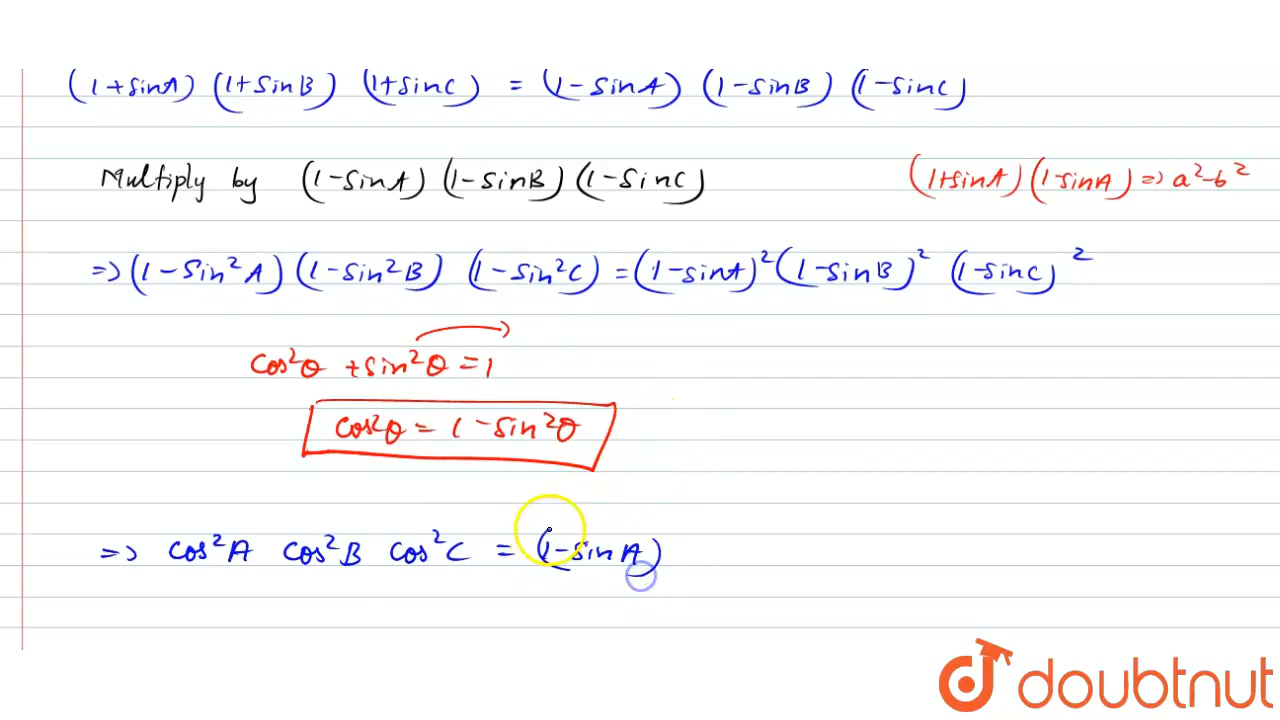 (1+sinA) (1+sinB) (1+sinC) = (1-sinA) (1-sinB) (1-sinC)
Multiply by (1-sinA) (1-sinB) (1-sinC)
(1+sinA) (1-sinA) => a²-b²
=> (1-sin²A) (1-sin²B) (1-sin²C) = (1-sinA)² (1-sinB)² (1-sinC)²
cos²θ + sin²θ = 1
cos²θ = 1-sin²θ
=> cos²A cos²B cos²C = (1-sinA)
doubtnut